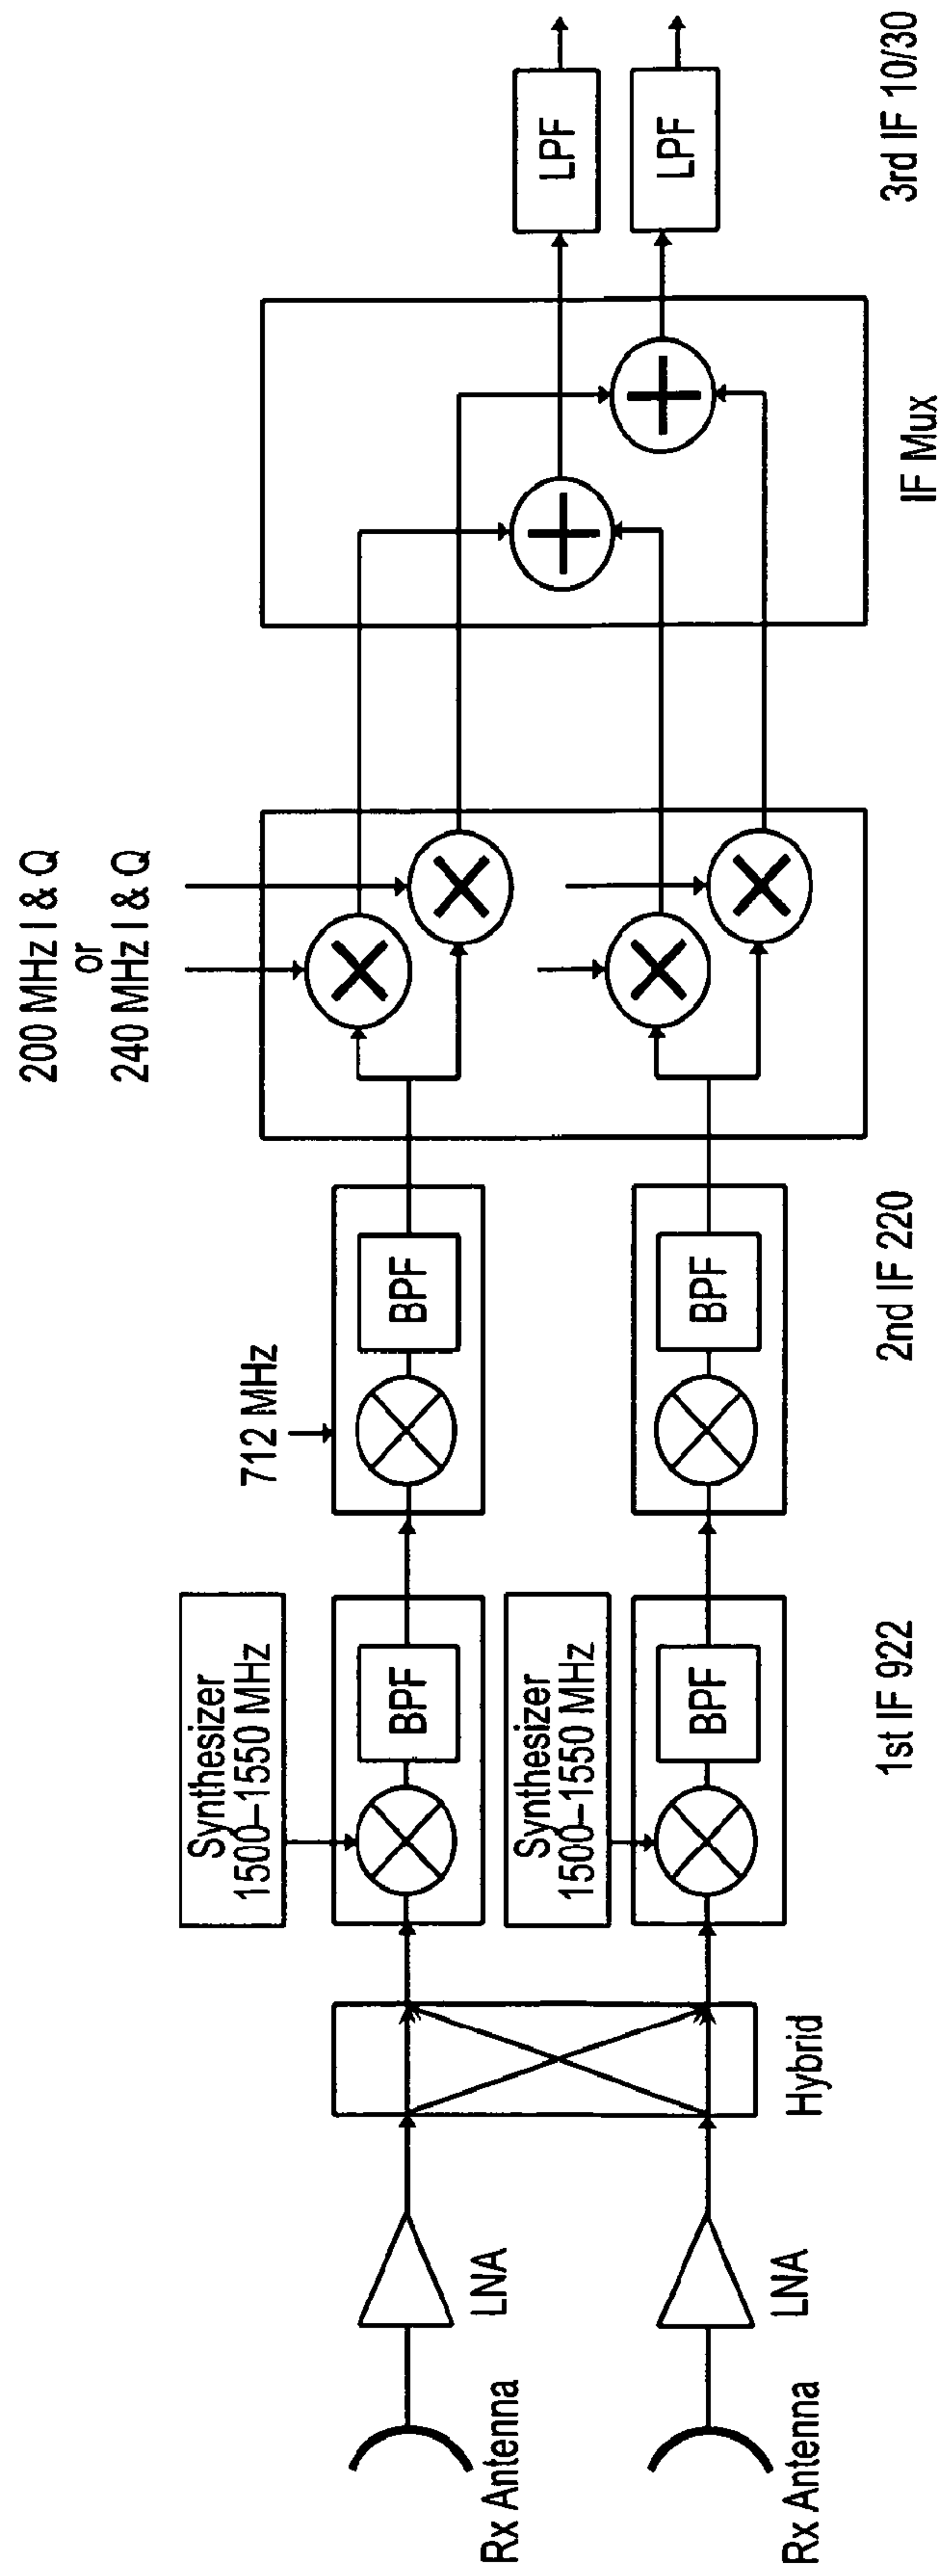 Rx Antenna
LNA
Rx Antenna
LNA
Hybrid
Synthesizer
1500–1550 MHz
BPF
Synthesizer
1500–1550 MHz
BPF
1st IF 922
712 MHz
BPF
BPF
2nd IF 220
200 MHz I & Q
or
240 MHz I & Q
IF Mux
LPF
LPF
3rd IF 10/30